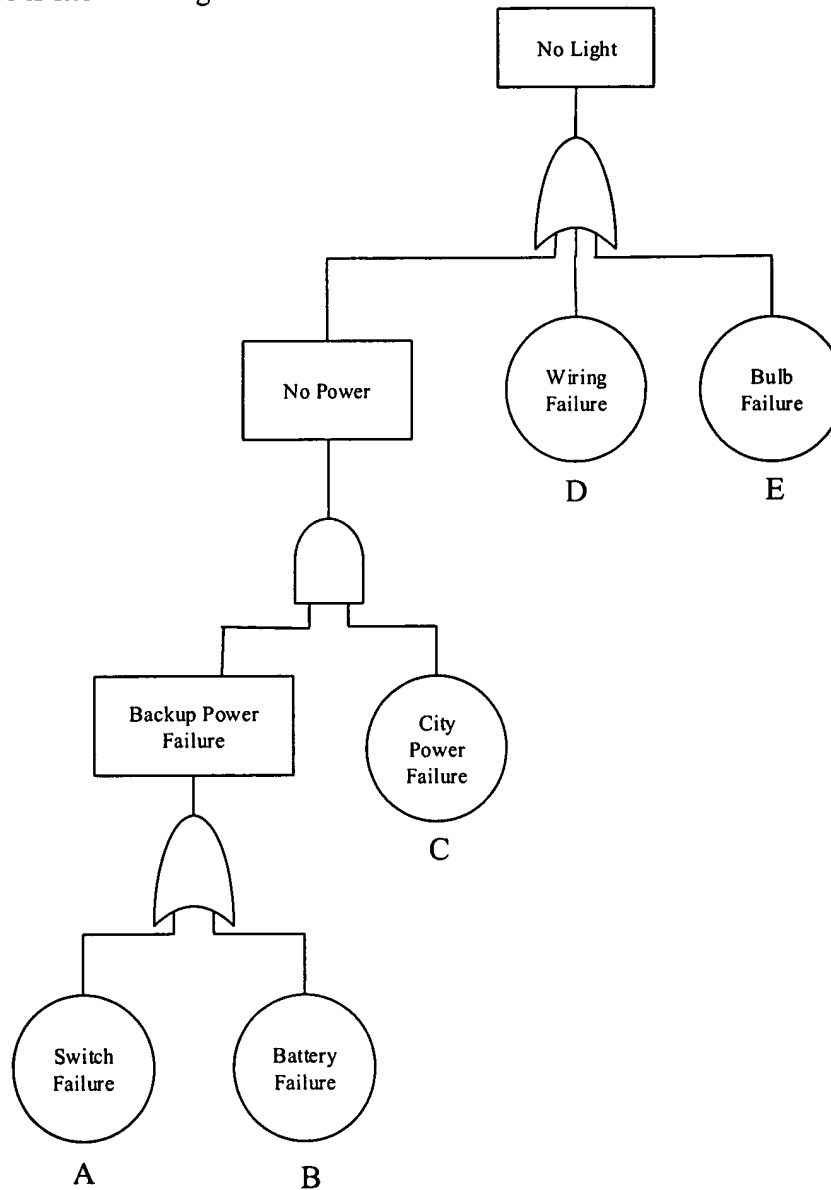 No Light
No Power
Wiring
Failure
Bulb
Failure
D
E
Backup Power
Failure
City
Power
Failure
C
Switch
Failure
Battery
Failure
A
B